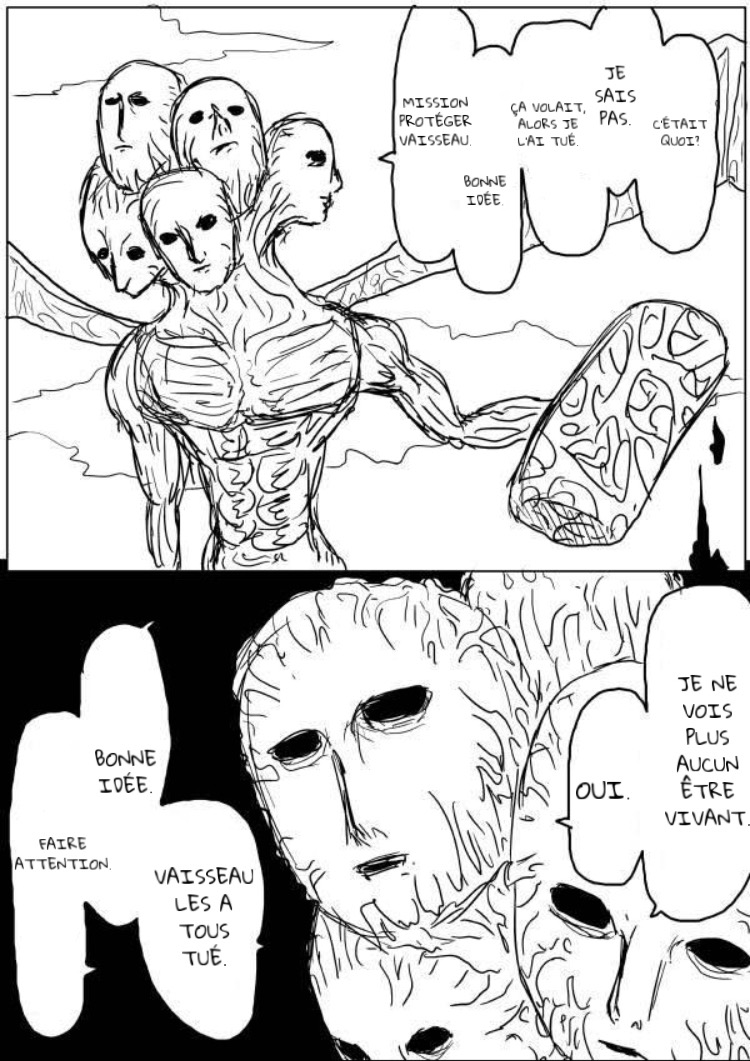 C'ÉTAIT
QUOI?
JE
SAIS
PAS.
ÇA VOLAIT,
ALORS JE
L'AI TUÉ.
BONNE
IDÉE.
MISSION
PROTÉGER
VAISSEAU.
JE NE
VOIS
PLUS
AUCUN
ÊTRE
VIVANT.
OUI.
VAISSEAU
LES A
TOUS
TUÉ.
BONNE
IDÉE.
FAIRE
ATTENTION.